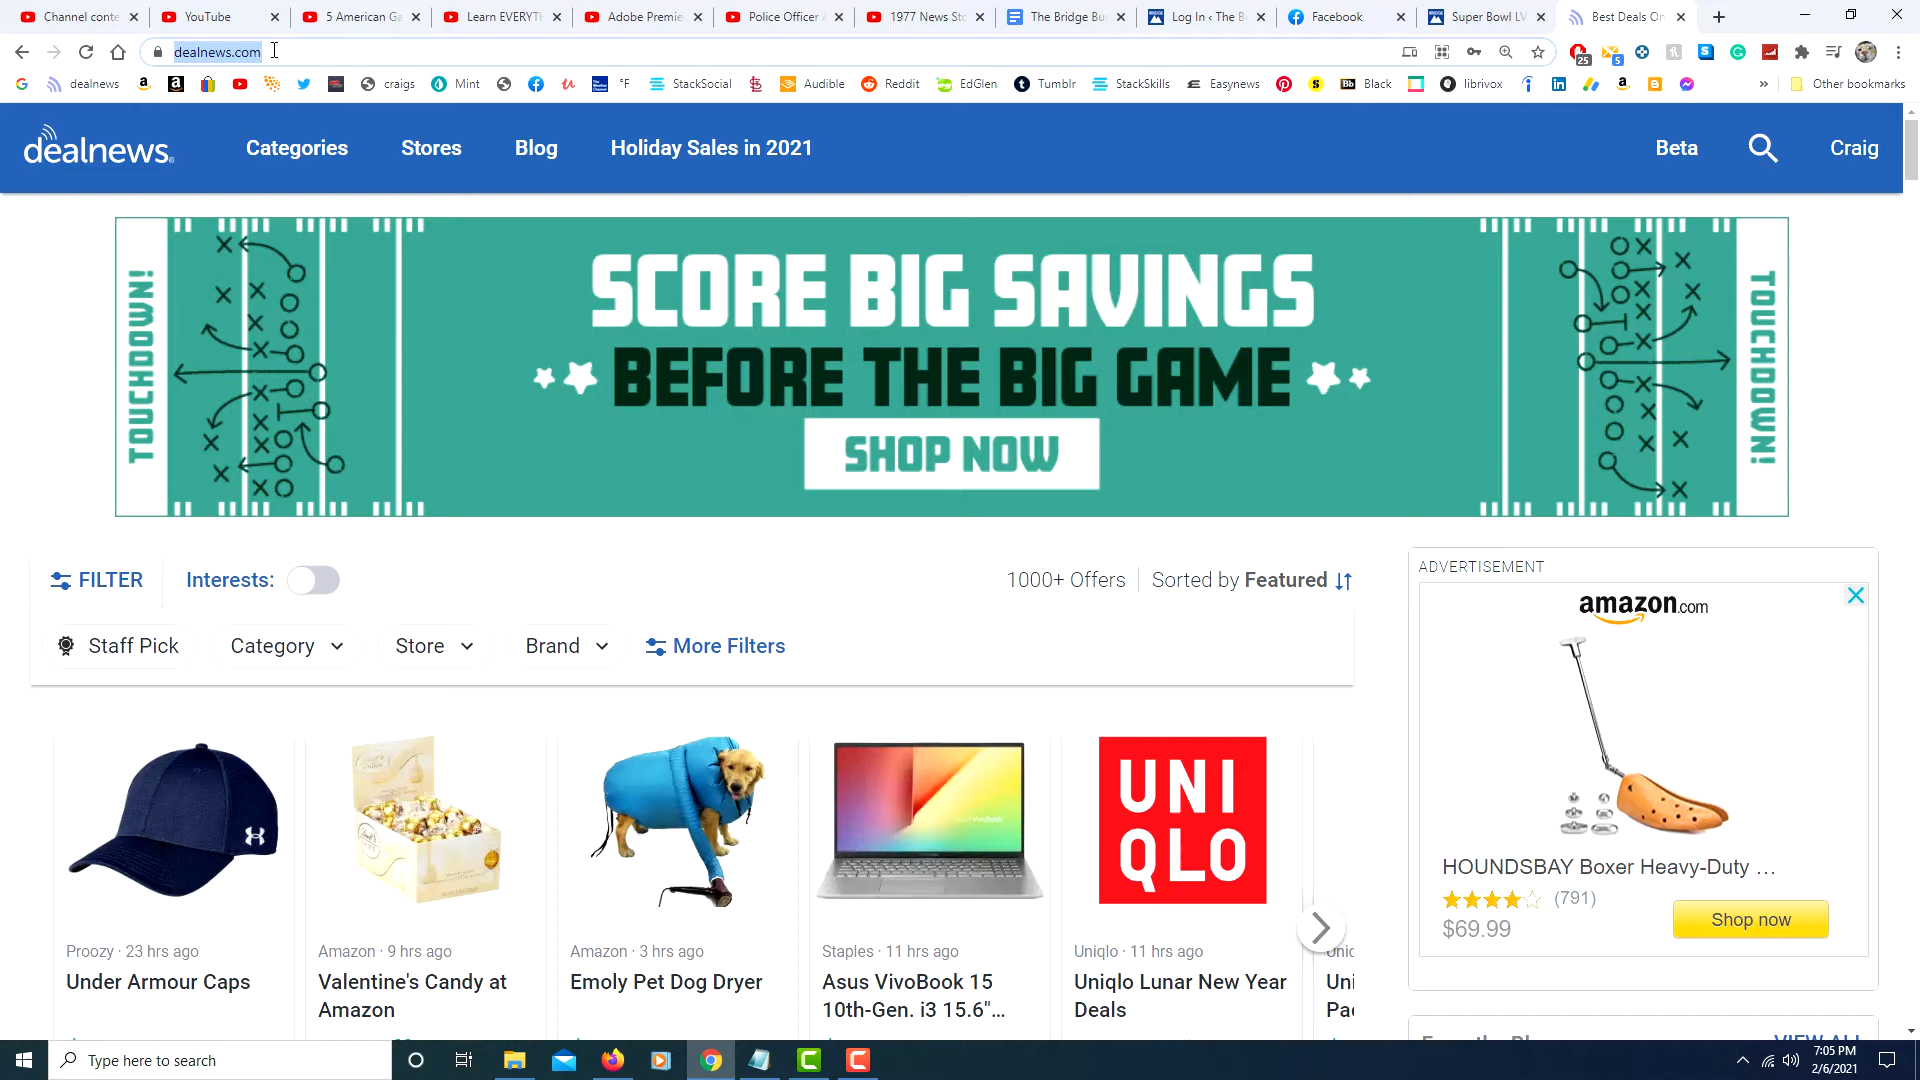 Channel conte
YouTube
5 American Ga
Learn EVERYTH
Adobe Premie
Police Officer
1977 News Sto
The Bridge Bu
Log In ‹ The B
Facebook
Super Bowl LV
Best Deals On
dealnews.com
25
5
dealnews
craigs
Mint
°F
StackSocial
Audible
Reddit
EdGlen
Tumblr
StackSkills
Easynews
Black
librivox
»
Other bookmarks
dealnews
Categories
Stores
Blog
Holiday Sales in 2021
Beta
Craig
TOUCHDOWN!
SCORE BIG SAVINGS
BEFORE THE BIG GAME
SHOP NOW
TOUCHDOWN!
FILTER
Interests:
1000+ Offers
Sorted by Featured
Staff Pick
Category
Store
Brand
More Filters
ADVERTISEMENT
amazon.com
HOUNDSBAY Boxer Heavy-Duty ...
(791)
$69.99
Shop now
UNI
QLO
Proozy · 23 hrs ago
Under Armour Caps
Amazon · 9 hrs ago
Valentine's Candy at
Amazon
Amazon · 3 hrs ago
Emoly Pet Dog Dryer
Staples · 11 hrs ago
Asus VivoBook 15
10th-Gen. i3 15.6"...
Uniqlo · 11 hrs ago
Uniqlo Lunar New Year
Deals
Uni
Pac
VIEW ALL
Type here to search
7:05 PM
2/6/2021